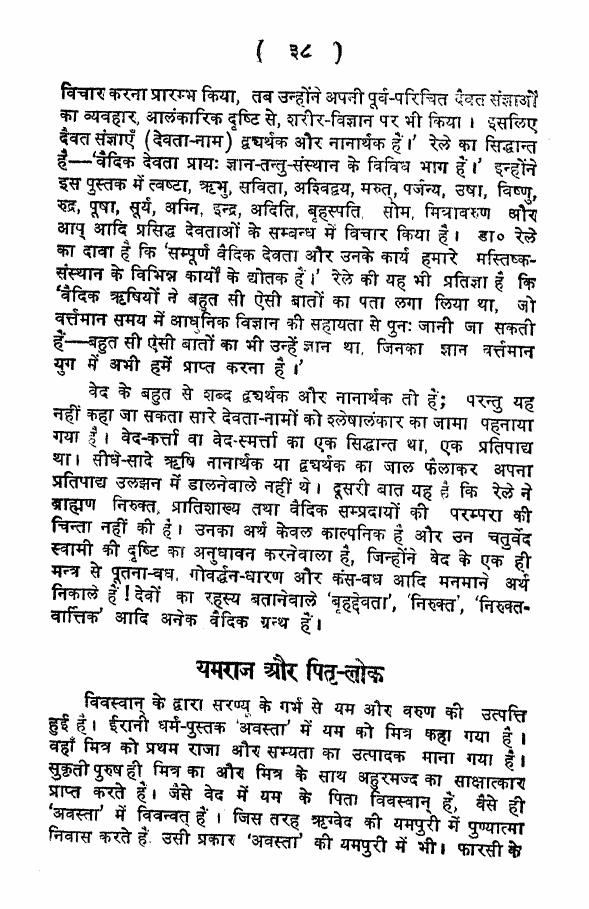 ( ३८ )
विचार करना प्रारम्भ किया, तब उन्होंने अपनी पूर्व-परिचित दैवत संज्ञाओं
का व्यवहार, आलंकारिक दृष्टि से, शरीर-विज्ञान पर भी किया । इसलिए
दैवत संज्ञाएँ (देवता-नाम) द्व्यर्थक और नानार्थक हैं।’ रेले का सिद्धान्त
है—‘वैदिक देवता प्रायः ज्ञान-तन्तु-संस्थान के विविध भाग हैं।’ इन्होंने
इस पुस्तक में त्वष्टा, ऋभु, सविता, अश्विद्वय, मरुत्, पर्जन्य, उषा, विष्णु,
रुद्र, पूषा, सूर्य, अग्नि, इन्द्र, अदिति, बृहस्पति, सोम, मित्रावरुण और
आप् आदि प्रसिद्ध देवताओं के सम्बन्ध में विचार किया है। डा० रेले
का दावा है कि ‘सम्पूर्ण वैदिक देवता और उनके कार्य हमारे मस्तिष्क-
संस्थान के विभिन्न कार्यों के द्योतक हैं।’ रेले की यह भी प्रतिज्ञा है कि
‘वैदिक ऋषियों ने बहुत सी ऐसी बातों का पता लगा लिया था, जो
वर्त्तमान समय में आधुनिक विज्ञान की सहायता से पुनः जानी जा सकती
हैं—बहुत सी ऐसी बातों का भी उन्हें ज्ञान था, जिनका ज्ञान वर्त्तमान
युग में अभी हमें प्राप्त करना है।’
वेद के बहुत से शब्द द्व्यर्थक और नानार्थक तो हैं; परन्तु यह
नहीं कहा जा सकता सारे देवता-नामों को श्लेषालंकार का जामा पहनाया
गया है। वेद-कर्त्ता वा वेद-स्मर्त्ता का एक सिद्धान्त था, एक प्रतिपाद्य
था। सीधे-सादे ऋषि नानार्थक या द्व्यर्थक का जाल फैलाकर अपना
प्रतिपाद्य उलझन में डालनेवाले नहीं थे। दूसरी बात यह है कि रेले ने
ब्राह्मण निरुक्त, प्रातिशाख्य तथा वैदिक सम्प्रदायों की परम्परा की
चिन्ता नहीं की है। उनका अर्थ केवल काल्पनिक है और उन चतुर्वेद
स्वामी की दृष्टि का अनुधावन करनेवाला है, जिन्होंने वेद के एक ही
मन्त्र से पूतना-वध, गोवर्द्धन-धारण और कंस-वध आदि मनमाने अर्थ
निकाले हैं ! देवों का रहस्य बतानेवाले ‘बृहद्देवता’, ‘निरुक्त’, ‘निरुक्त-
वार्त्तिक’ आदि अनेक वैदिक ग्रन्थ हैं।
यमराज और पितृ-लोक
विवस्वान् के द्वारा सरण्यू के गर्भ से यम और वरुण की उत्पत्ति
हुई है। ईरानी धर्म-पुस्तक ‘अवस्ता’ में यम को मित्र कहा गया है।
वहाँ मित्र को प्रथम राजा और सभ्यता का उत्पादक माना गया है।
सुकृती पुरुष ही मित्र का और मित्र के साथ अहुरमज्द का साक्षात्कार
प्राप्त करते हैं। जैसे वेद में यम के पिता विवस्वान् हैं, वैसे ही
‘अवस्ता’ में विवन्वत् हैं । जिस तरह ऋग्वेद की यमपुरी में पुण्यात्मा
निवास करते हैं, उसी प्रकार ‘अवस्ता’ की यमपुरी में भी। फारसी के